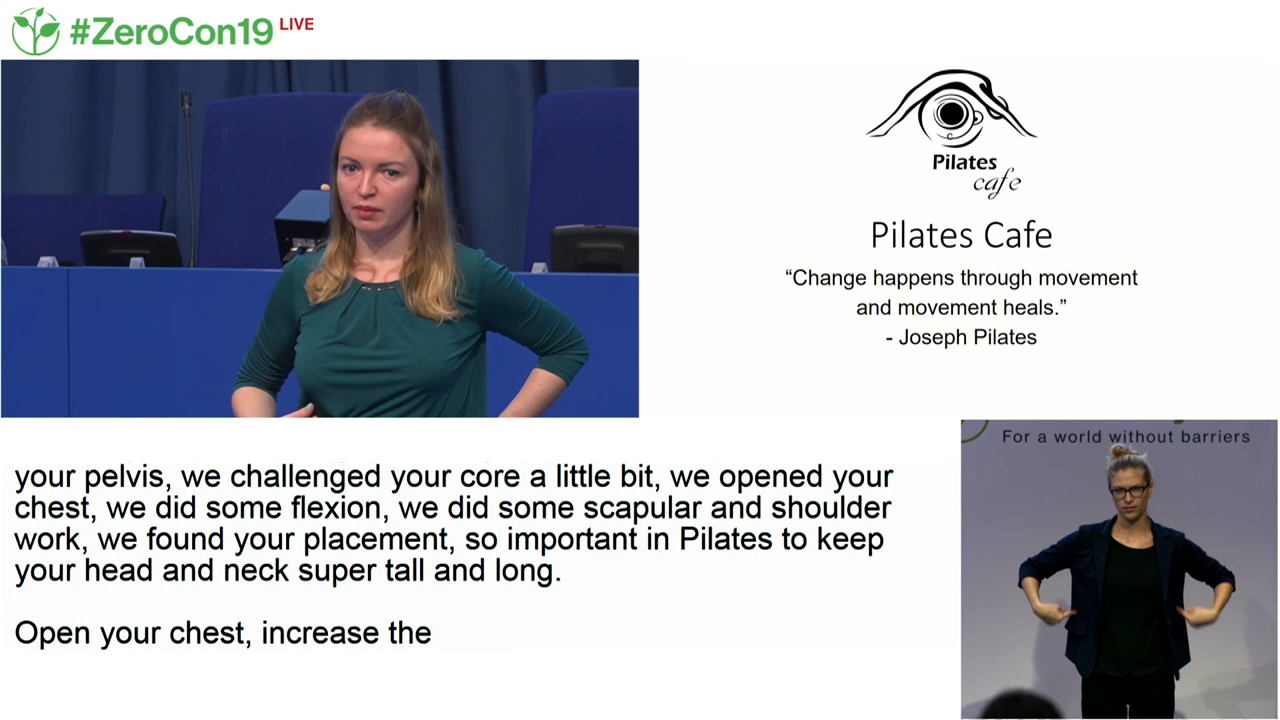 #ZeroCon19 LIVE
Pilates
cafe
Pilates Cafe
“Change happens through movement
and movement heals.”
- Joseph Pilates
For a world without barriers
your pelvis, we challenged your core a little bit, we opened your
chest, we did some flexion, we did some scapular and shoulder
work, we found your placement, so important in Pilates to keep
your head and neck super tall and long.
Open your chest, increase the